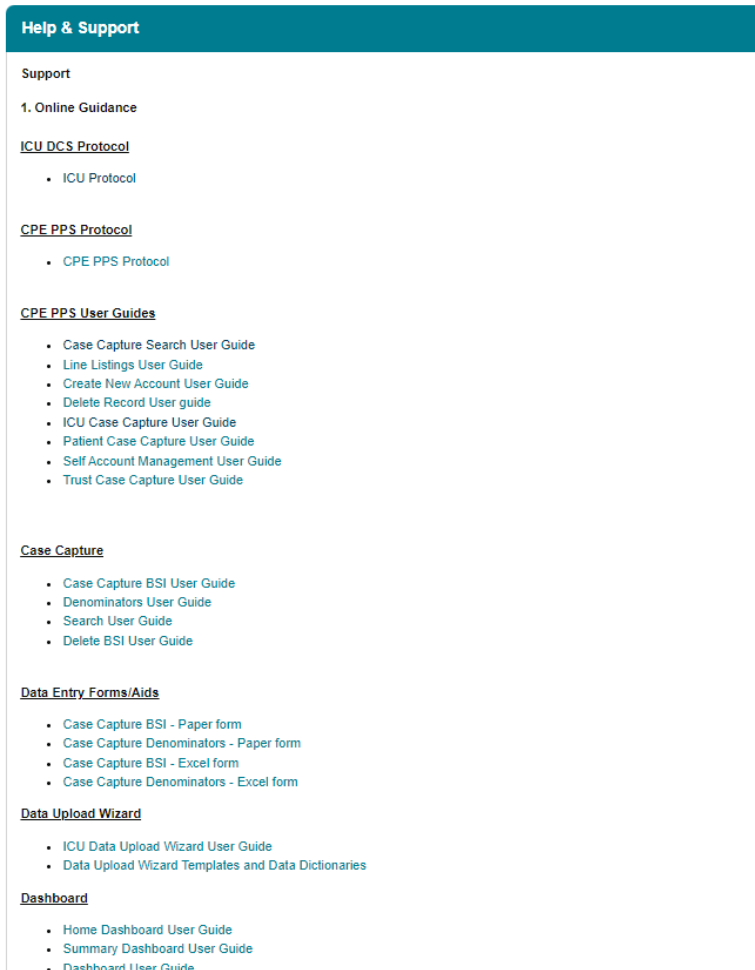 Help & Support
Support
1. Online Guidance
ICU DCS Protocol
ICU Protocol
CPE PPS Protocol
CPE PPS Protocol
CPE PPS User Guides
Case Capture Search User Guide
Line Listings User Guide
Create New Account User Guide
Delete Record User guide
ICU Case Capture User Guide
Patient Case Capture User Guide
Self Account Management User Guide
Trust Case Capture User Guide
Case Capture
Case Capture BSI User Guide
Denominators User Guide
Search User Guide
Delete BSI User Guide
Data Entry Forms/Aids
Case Capture BSI - Paper form
Case Capture Denominators - Paper form
Case Capture BSI - Excel form
Case Capture Denominators - Excel form
Data Upload Wizard
ICU Data Upload Wizard User Guide
Data Upload Wizard Templates and Data Dictionaries
Dashboard
Home Dashboard User Guide
Summary Dashboard User Guide
Dashboard User Guide